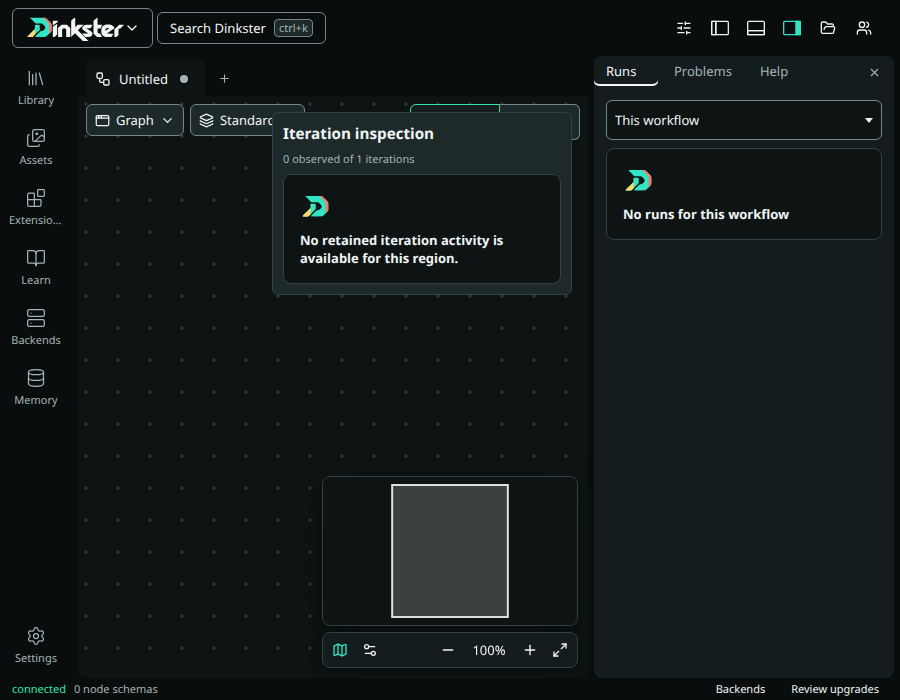 Dinkster
Search Dinkster ctrl+k
Library
Assets
Extensio...
Learn
Backends
Memory
Settings
Untitled
Graph
Standard
Iteration inspection
0 observed of 1 iterations
No retained iteration activity is
available for this region.
100%
Runs Problems Help
This workflow
No runs for this workflow
connected 0 node schemas
Backends Review upgrades